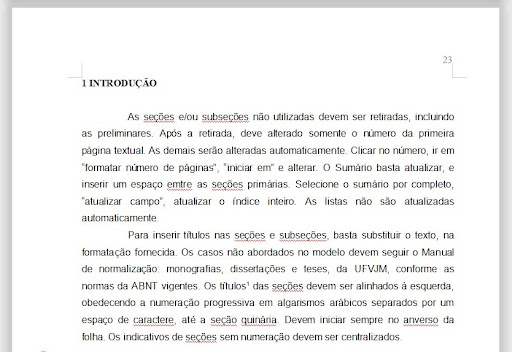 23
1 INTRODUÇÃO
As seções e/ou subseções não utilizadas devem ser retiradas, incluindo
as preliminares. Após a retirada, deve alterado somente o número da primeira
página textual. As demais serão alteradas automaticamente. Clicar no número, ir em
"formatar número de páginas", "iniciar em" e alterar. O Sumário basta atualizar, e
inserir um espaço emtre as seções primárias. Selecione o sumário por completo,
"atualizar campo", atualizar o índice inteiro. As listas não são atualizadas
automaticamente.
Para inserir títulos nas seções e subseções, basta substituir o texto, na
formatação fornecida. Os casos não abordados no modelo devem seguir o Manual
de normalização: monografias, dissertações e teses, da UFVJM, conforme as
normas da ABNT vigentes. Os títulos¹ das seções devem ser alinhados à esquerda,
obedecendo a numeração progressiva em algarismos arábicos separados por um
espaço de caractere, até a seção quinária. Devem iniciar sempre no anverso da
folha. Os indicativos de seções sem numeração devem ser centralizados.